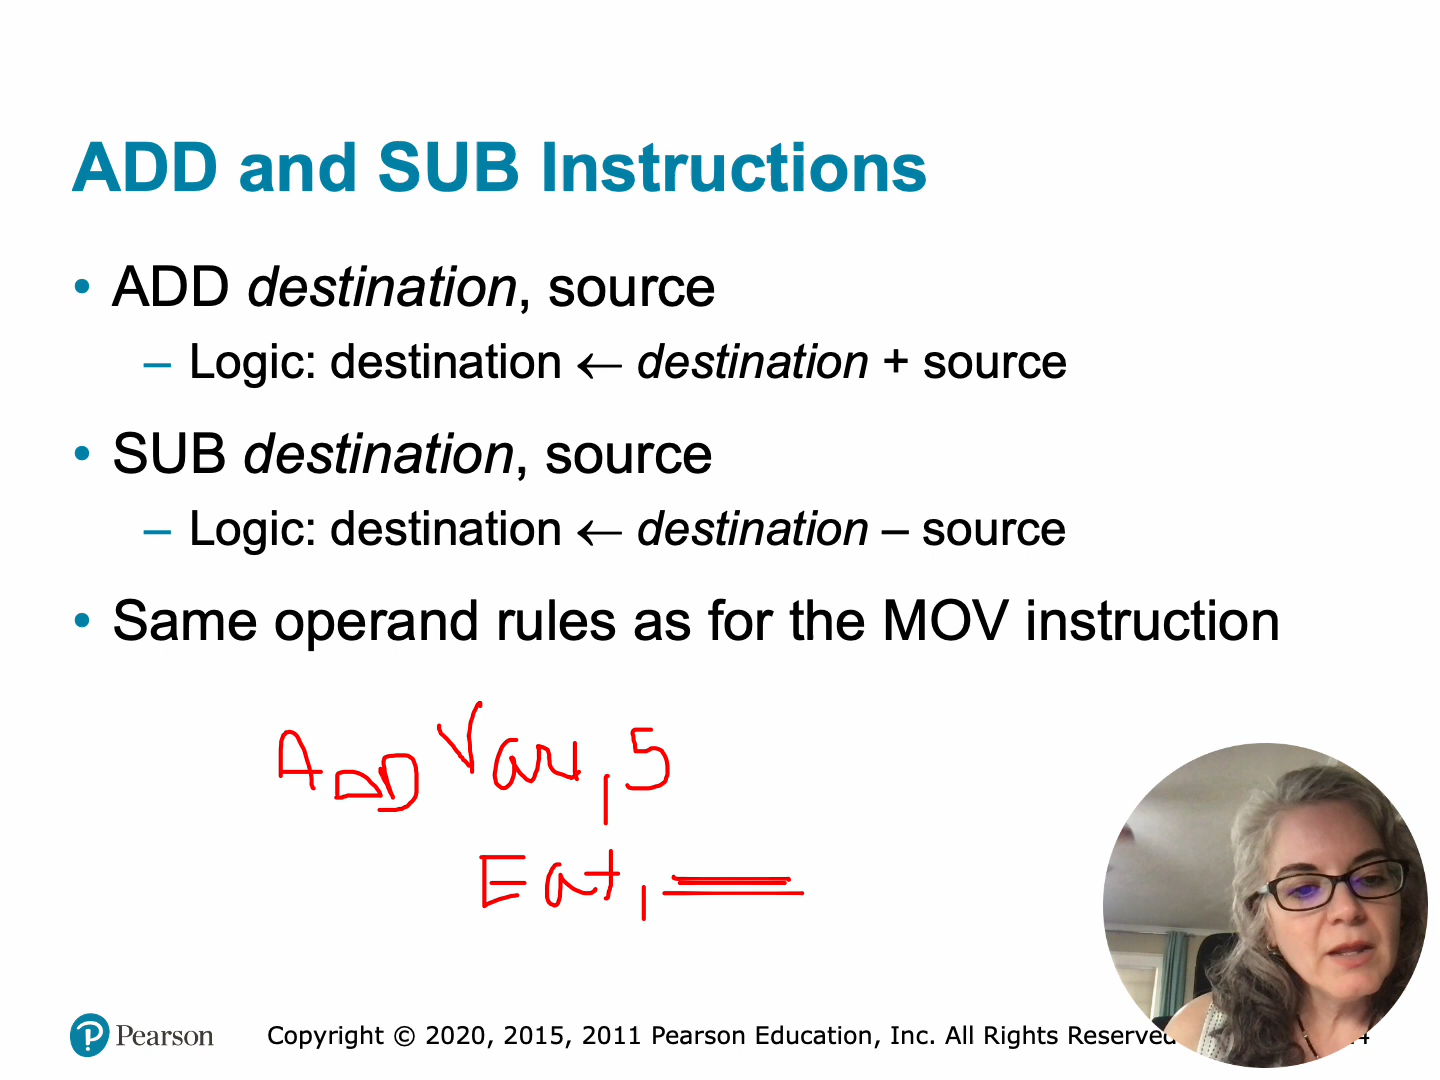 ADD and SUB Instructions
• ADD destination, source
– Logic: destination ← destination + source
• SUB destination, source
– Logic: destination ← destination – source
• Same operand rules as for the MOV instruction
ADD Var, 5
Pearson
Copyright © 2020, 2015, 2011 Pearson Education, Inc. All Rights Reserved